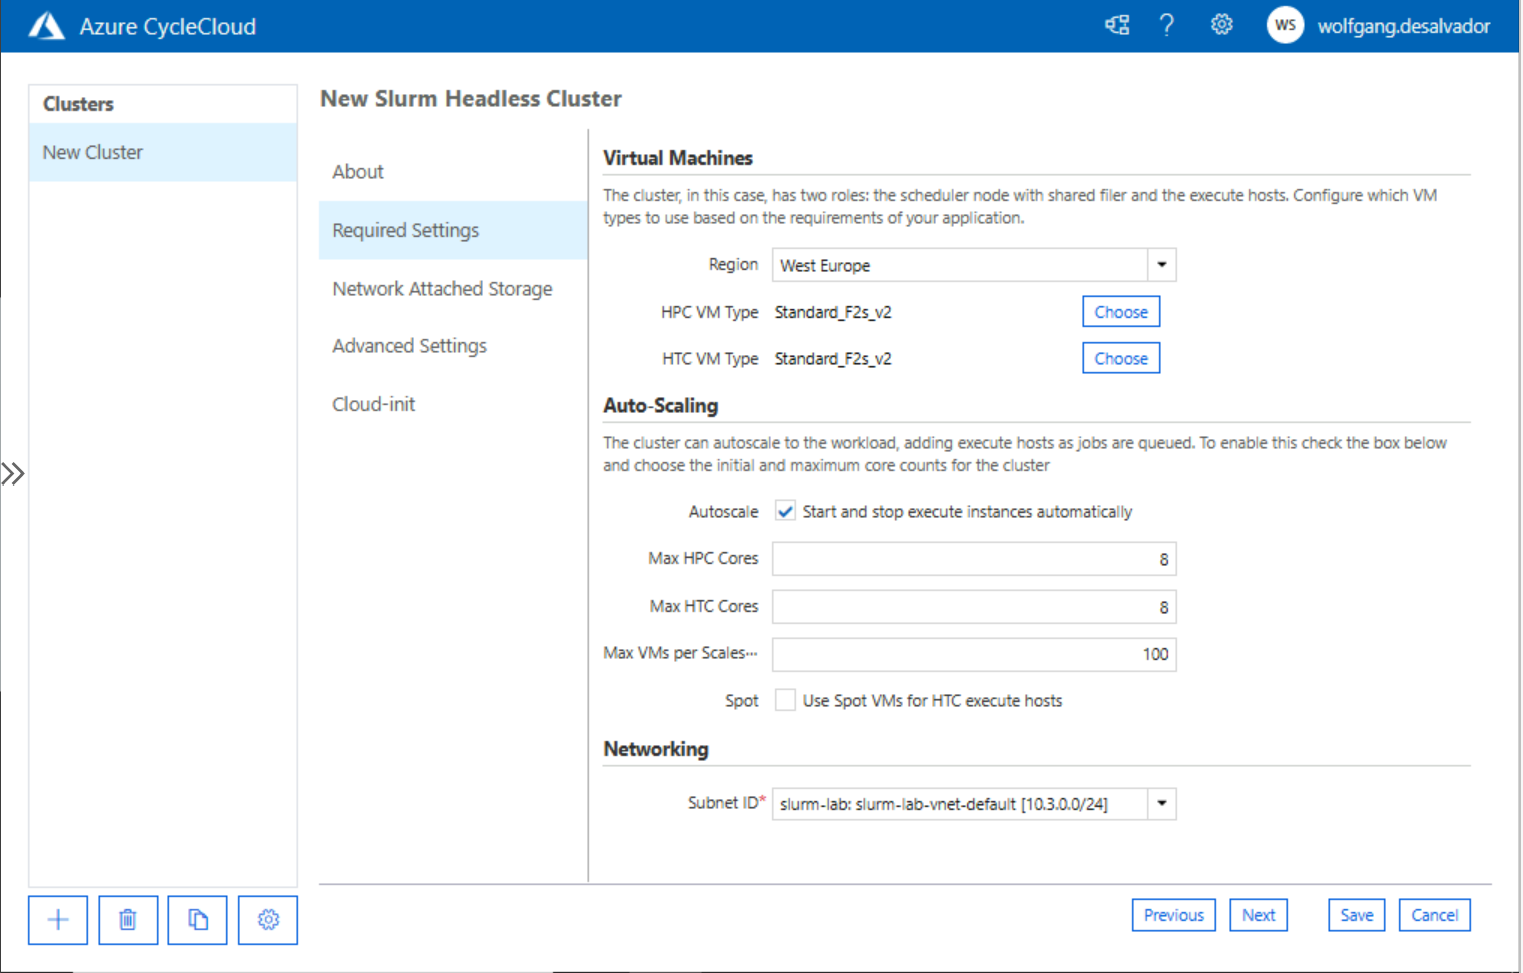 Azure CycleCloud
?
WS
wolfgang.desalvador
Clusters
New Cluster
New Slurm Headless Cluster
About
Required Settings
Network Attached Storage
Advanced Settings
Cloud-init
Virtual Machines
The cluster, in this case, has two roles: the scheduler node with shared filer and the execute hosts. Configure which VM
types to use based on the requirements of your application.
Region West Europe
HPC VM Type Standard_F2s_v2 Choose
HTC VM Type Standard_F2s_v2 Choose
Auto-Scaling
The cluster can autoscale to the workload, adding execute hosts as jobs are queued. To enable this check the box below
and choose the initial and maximum core counts for the cluster
Autoscale Start and stop execute instances automatically
Max HPC Cores 8
Max HTC Cores 8
Max VMs per Scales... 100
Spot Use Spot VMs for HTC execute hosts
Networking
Subnet ID* slurm-lab: slurm-lab-vnet-default [10.3.0.0/24]
Previous Next Save Cancel